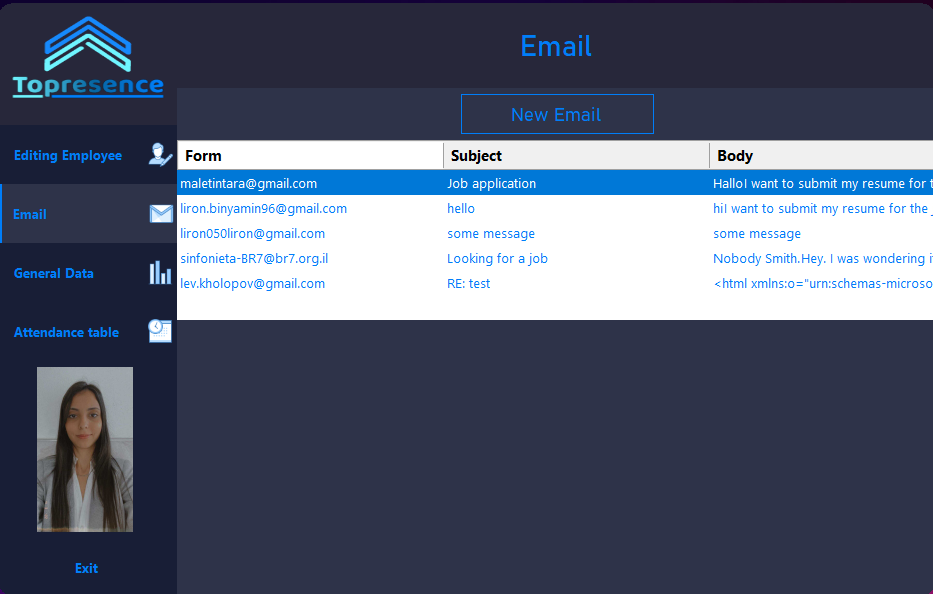 Topresence
Email
New Email
Editing Employee
Email
General Data
Attendance table
Exit
Form Subject Body
maletintara@gmail.com Job application HalloI want to submit my resume for
liron.binyamin96@gmail.com hello hiI want to submit my resume for the
liron050liron@gmail.com some message some message
sinfonieta-BR7@br7.org.il Looking for a job Nobody Smith.Hey. I was wondering
lev.kholopov@gmail.com RE: test <html xmlns:o="urn:schemas-microso